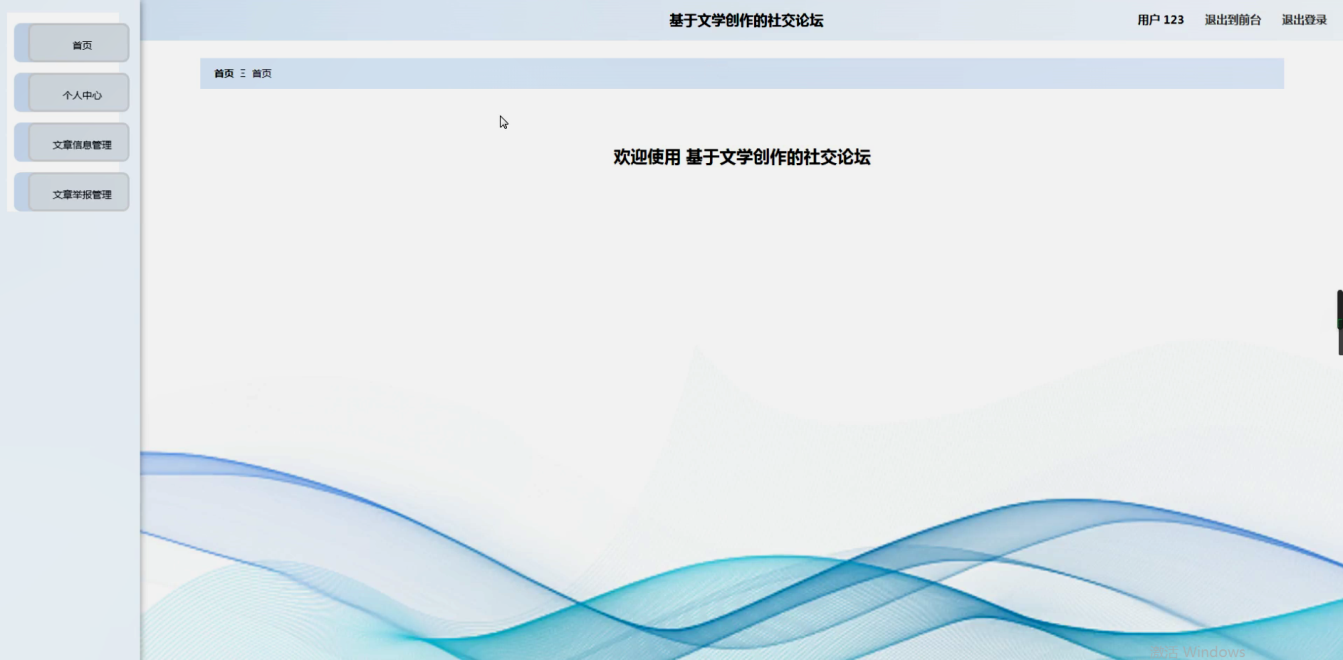 基于文学创作的社交论坛
用户 123 退出到前台 退出登录
首页
个人中心
文章信息管理
文章举报管理
首页 Ξ 首页
欢迎使用 基于文学创作的社交论坛
激活 Windows